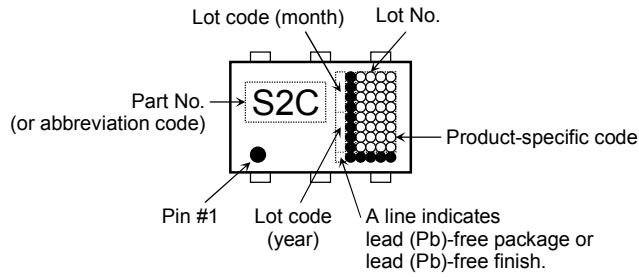 Lot code (month)
Lot No.
Part No.
(or abbreviation code)
S2C
Product-specific code
Pin #1
Lot code
(year)
A line indicates
lead (Pb)-free package or
lead (Pb)-free finish.